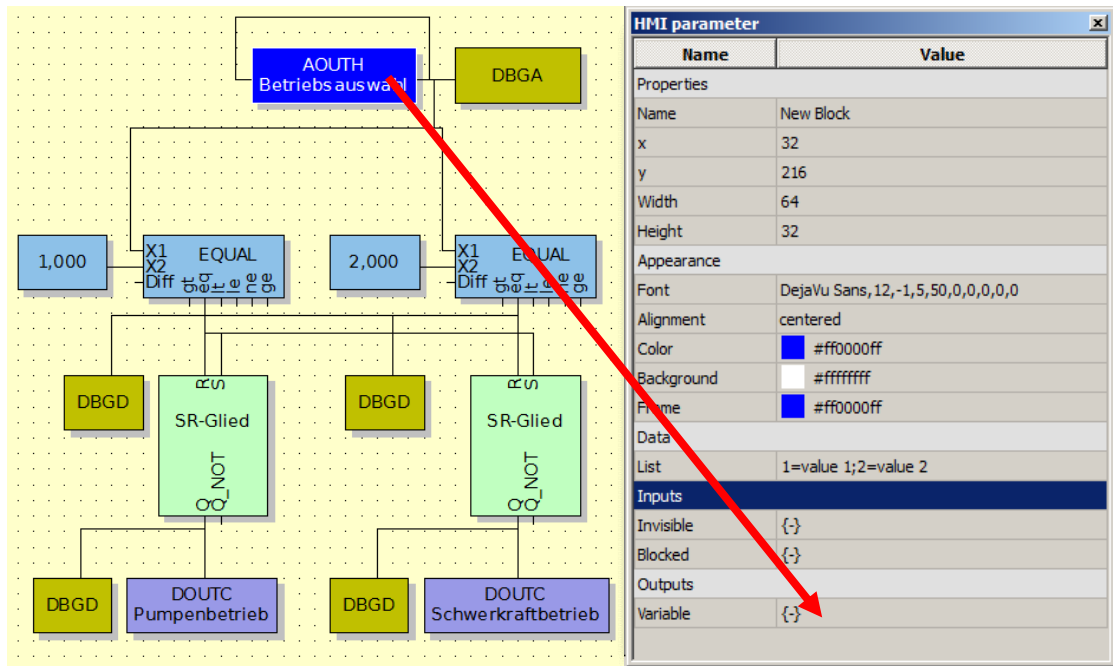 AOUTH
Betriebsauswahl
DBGA
1,000
X1
X2
Diff
EQUAL
gt
eq
lt
le
ne
ge
2,000
X1
X2
Diff
EQUAL
gt
eq
lt
le
ne
ge
DBGD
R
S
SR-Glied
Q
Q_NOT
DBGD
R
S
SR-Glied
Q
Q_NOT
DBGD
DOUTC
Pumpenbetrieb
DBGD
DOUTC
Schwerkraftbetrieb
HMI parameter
Name Value
Properties
Name New Block
x 32
y 216
Width 64
Height 32
Appearance
Font DejaVu Sans,12,-1,5,50,0,0,0,0,0
Alignment centered
Color #ff0000ff
Background #ffffffff
Frame #ff0000ff
Data
List 1=value 1;2=value 2
Inputs
Invisible {-}
Blocked {-}
Outputs
Variable {-}